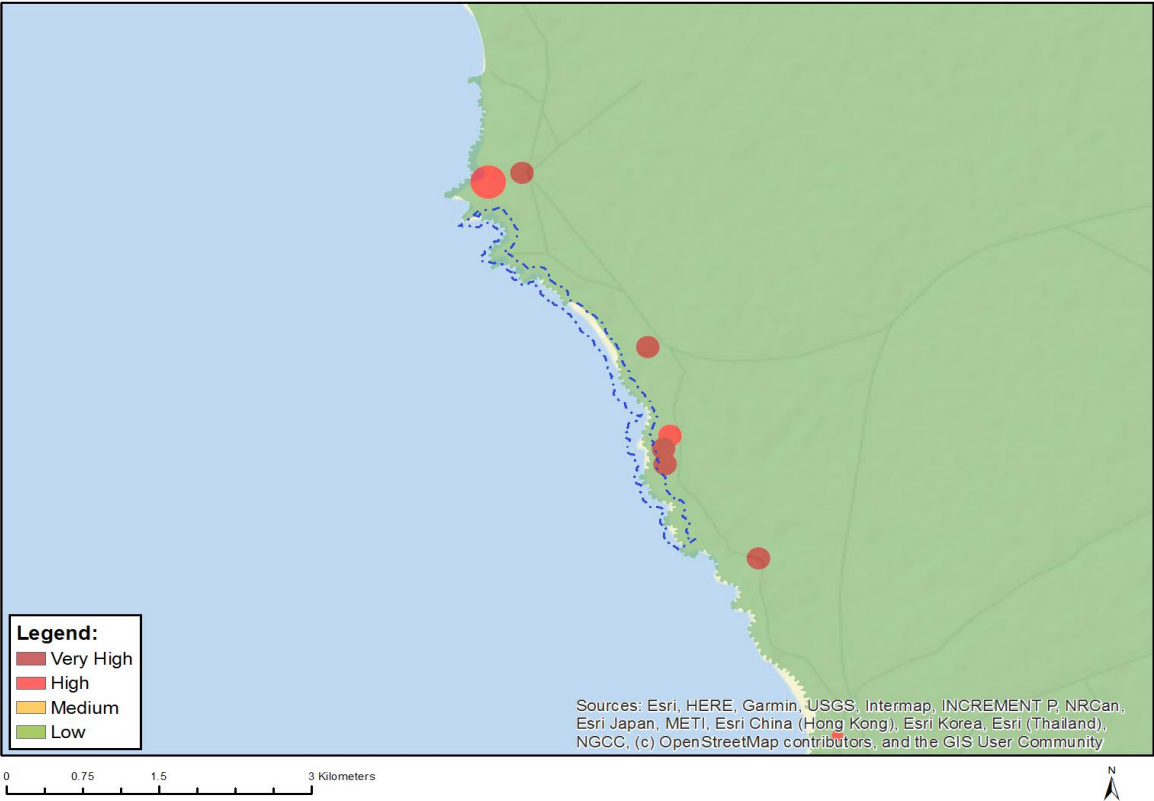 Legend:
Very High
High
Medium
Low
Sources: Esri, HERE, Garmin, USGS, Intermap, INCREMENT P, NRCan,
Esri Japan, METI, Esri China (Hong Kong), Esri Korea, Esri (Thailand),
NGCC, (c) OpenStreetMap contributors, and the GIS User Community
0 0.75 1.5 3 Kilometers
N